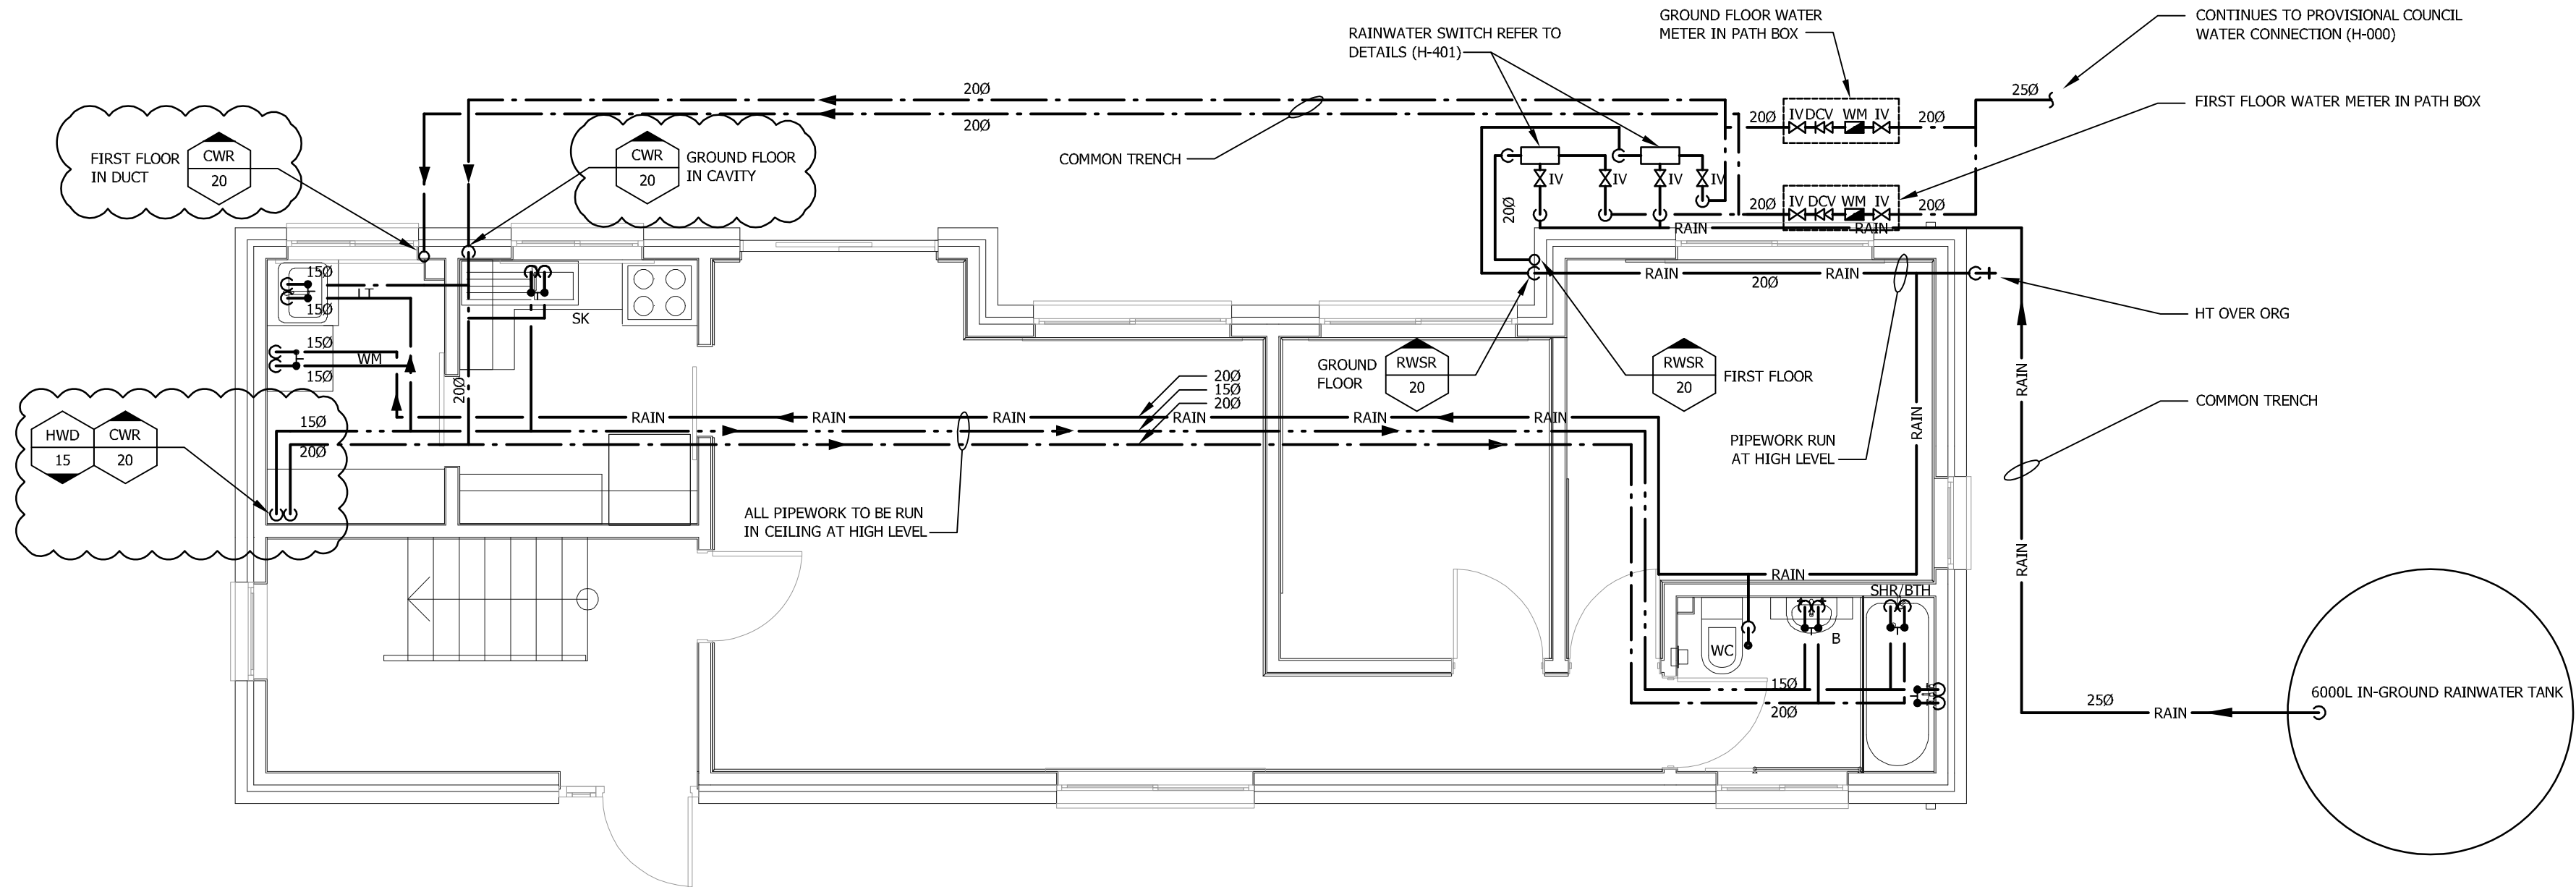 GROUND FLOOR WATER
METER IN PATH BOX
CONTINUES TO PROVISIONAL COUNCIL
WATER CONNECTION (H-000)
RAINWATER SWITCH REFER TO
DETAILS (H-401)
20Ø
25Ø
FIRST FLOOR WATER METER IN PATH BOX
20Ø
20Ø
IV DCV WM IV
20Ø
FIRST FLOOR
IN DUCT
CWR
20
CWR
20
GROUND FLOOR
IN CAVITY
COMMON TRENCH
IV
IV
IV
IV
20Ø
20Ø
IV DCV WM IV
20Ø
RAIN
RAIN
15Ø
LT
15Ø
RAIN
RAIN
20Ø
HT OVER ORG
SK
15Ø
WM
15Ø
20Ø
GROUND
FLOOR
RWSR
20
RWSR
20
FIRST FLOOR
20Ø
15Ø
20Ø
RAIN
COMMON TRENCH
HWD
15
CWR
20
15Ø
20Ø
RAIN
RAIN
RAIN
RAIN
RAIN
RAIN
RAIN
PIPEWORK RUN
AT HIGH LEVEL
ALL PIPEWORK TO BE RUN
IN CEILING AT HIGH LEVEL
RAIN
RAIN
SHR/BTH
WC
B
15Ø
20Ø
25Ø
RAIN
6000L IN-GROUND RAINWATER TANK